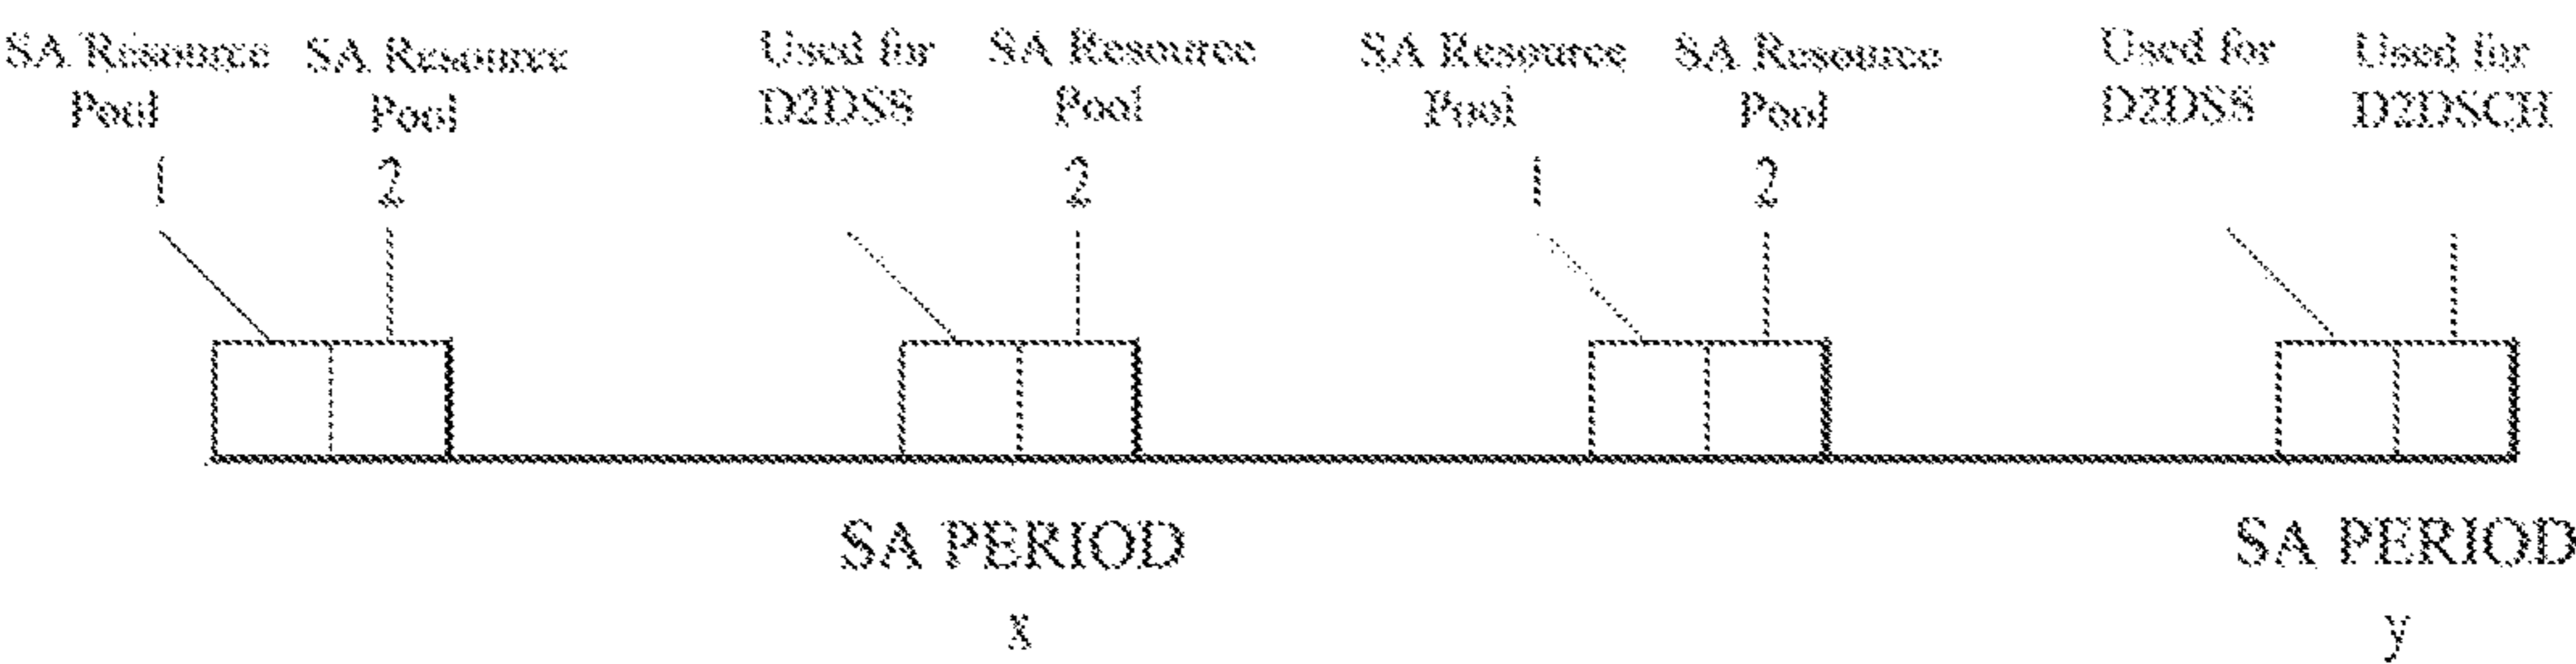 SA Resource
Pool
1
SA Resource
Pool
2
Used for
D2DSS
SA Resource
Pool
2
SA Resource
Pool
1
SA Resource
Pool
2
Used for
D2DSS
Used for
D2DSCH
SA PERIOD
x
SA PERIOD
y